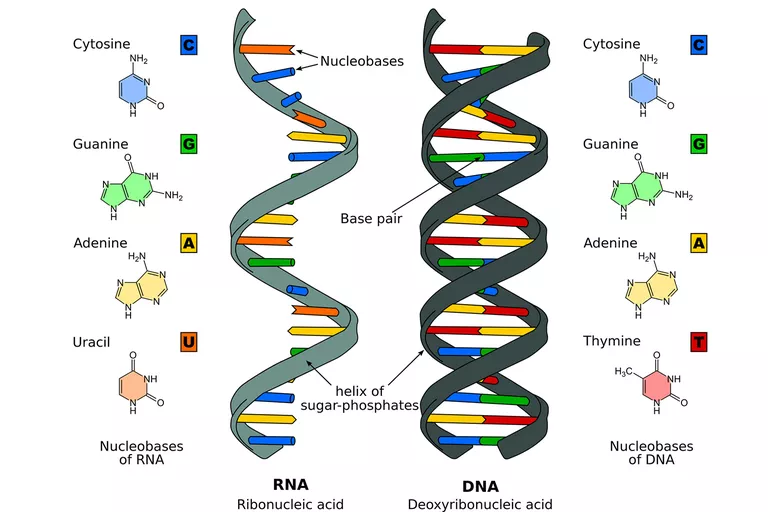 Cytosine C
NH₂
N
N
H
O
Guanine G
O
N
NH
N
H
N
NH₂
Adenine A
H₂N
N
N
N
H
N
Uracil U
O
NH
N
H
O
Nucleobases
of RNA
Nucleobases
Base pair
helix of
sugar-phosphates
RNA
Ribonucleic acid
DNA
Deoxyribonucleic acid
Cytosine C
NH₂
N
N
H
O
Guanine G
O
N
NH
N
H
N
NH₂
Adenine A
H₂N
N
N
N
H
N
Thymine T
O
H₃C
NH
N
H
O
Nucleobases
of DNA